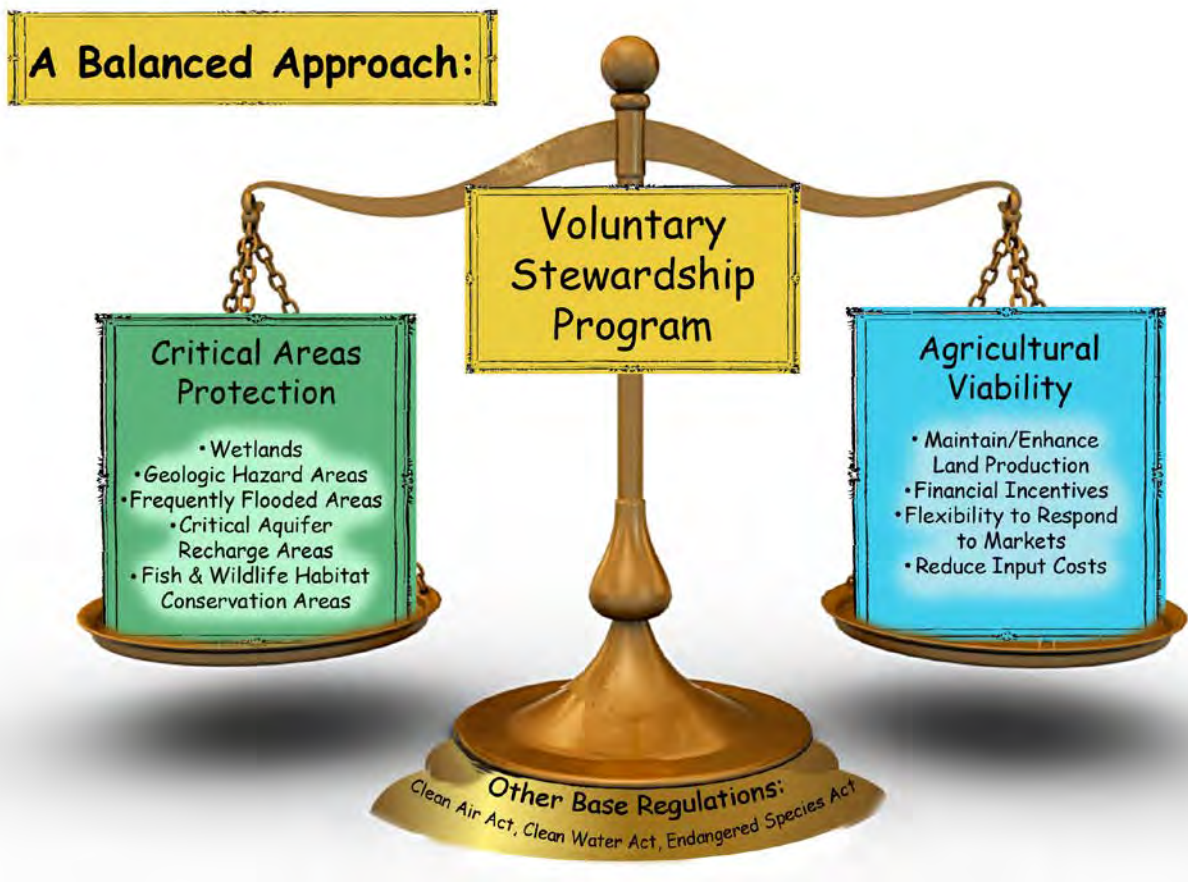 A Balanced Approach:
Voluntary
Stewardship
Program
Critical Areas
Protection
•Wetlands
•Geologic Hazard Areas
•Frequently Flooded Areas
•Critical Aquifer
Recharge Areas
•Fish & Wildlife Habitat
Conservation Areas
Agricultural
Viability
•Maintain/Enhance
Land Production
•Financial Incentives
•Flexibility to Respond
to Markets
•Reduce Input Costs
Other Base Regulations:
Clean Air Act, Clean Water Act, Endangered Species Act